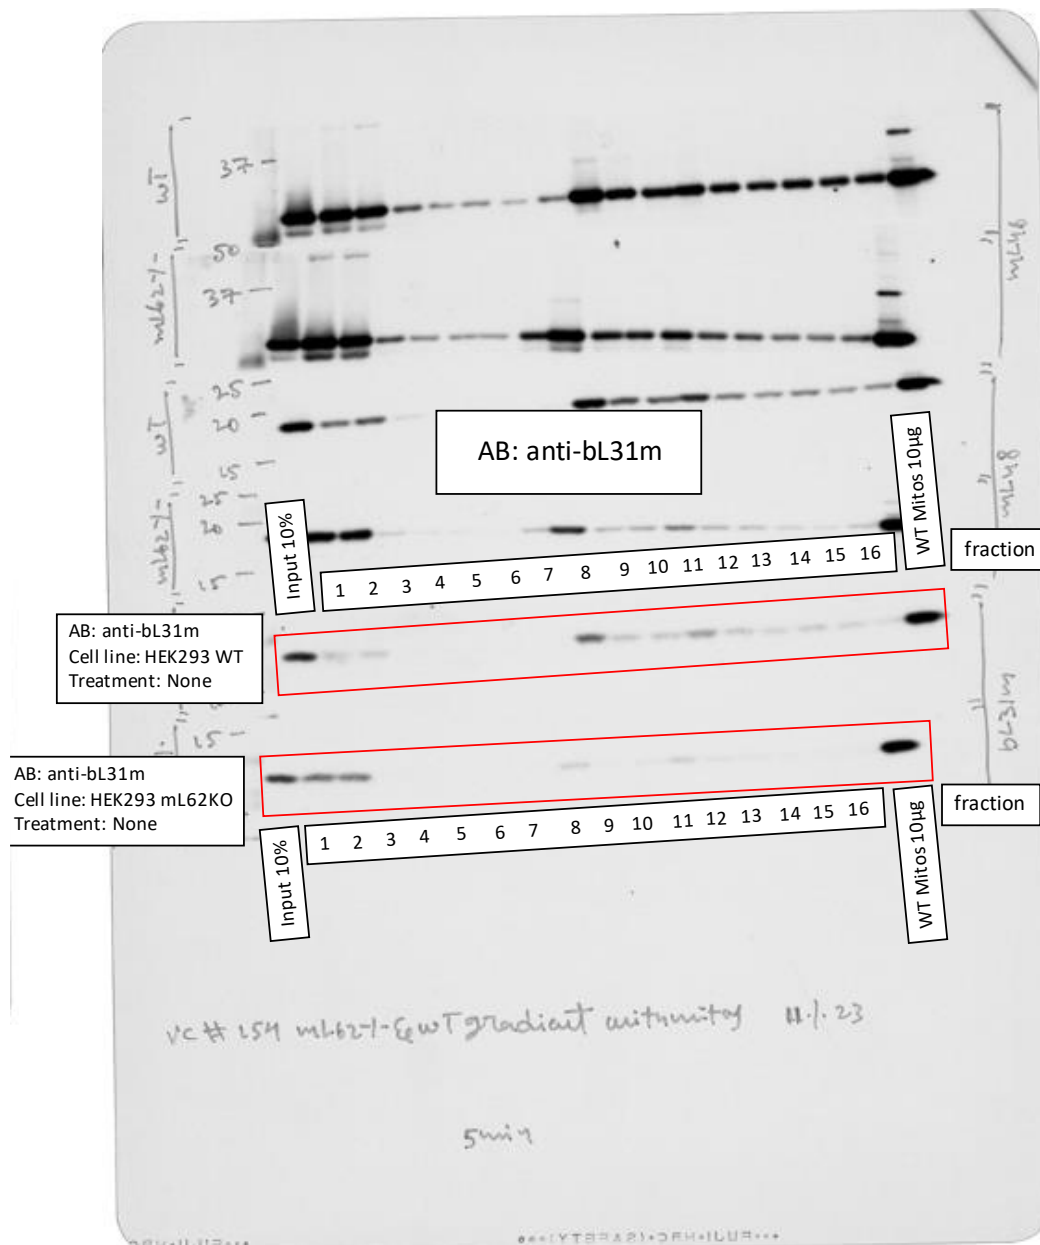 WT
37
50
mL62-/-
37
mL46
25
WT
20
15
mL48
AB: anti-bL31m
25
mL62-/-
20
15
Input 10%
1 2 3 4 5 6 7 8 9 10 11 12 13 14 15 16
WT Mitos 10µg
fraction
AB: anti-bL31m
Cell line: HEK293 WT
Treatment: None
bL31m
15
AB: anti-bL31m
Cell line: HEK293 mL62KO
Treatment: None
Input 10%
1 2 3 4 5 6 7 8 9 10 11 12 13 14 15 16
WT Mitos 10µg
fraction
VC # 154 mL62-/- & WT gradient 23
5min